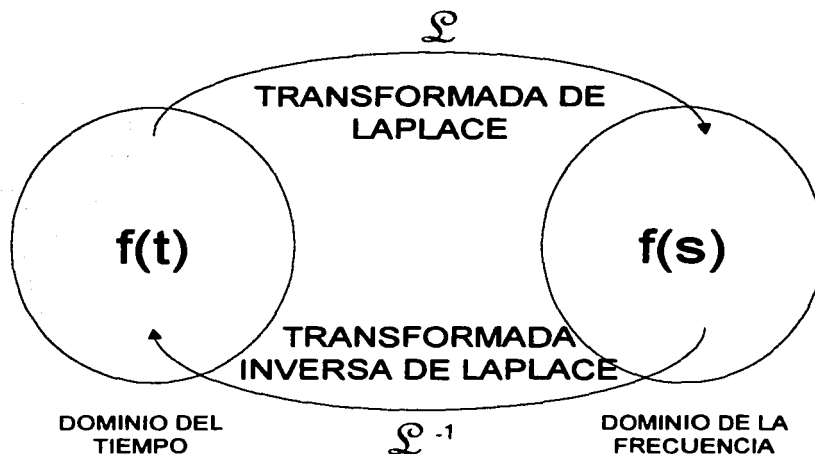 ℒ
TRANSFORMADA DE
LAPLACE
f(t)
f(s)
TRANSFORMADA
INVERSA DE LAPLACE
DOMINIO DEL
TIEMPO
ℒ -1
DOMINIO DE LA
FRECUENCIA